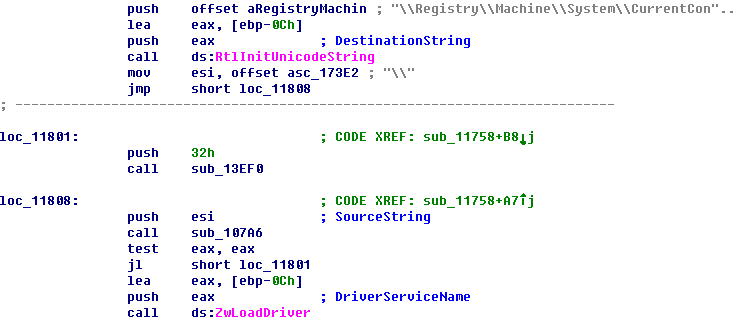 push offset aRegistryMachin ; "\\Registry\\Machine\\System\\CurrentCon"..
lea eax, [ebp-0Ch]
push eax ; DestinationString
call ds:RtlInitUnicodeString
mov esi, offset asc_173E2 ; "\\"
jmp short loc_11808
; ---------------------------------------------------------------------------
loc_11801: ; CODE XREF: sub_11758+B8↓j
push 32h
call sub_13EF0
loc_11808: ; CODE XREF: sub_11758+A7↑j
push esi ; SourceString
call sub_107A6
test eax, eax
jl short loc_11801
lea eax, [ebp-0Ch]
push eax ; DriverServiceName
call ds:ZwLoadDriver